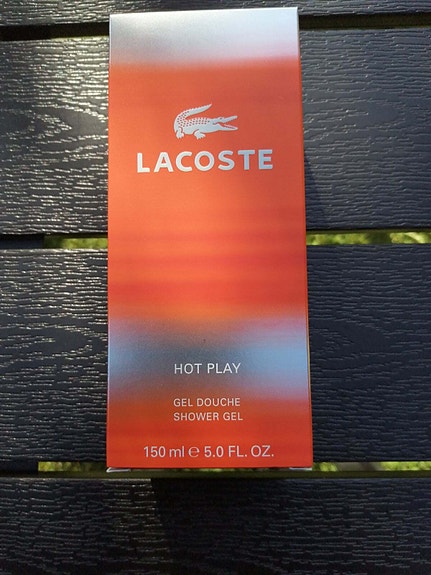 LACOSTE
HOT PLAY
GEL DOUCHE
SHOWER GEL
150 ml ℮ 5.0 FL. OZ.